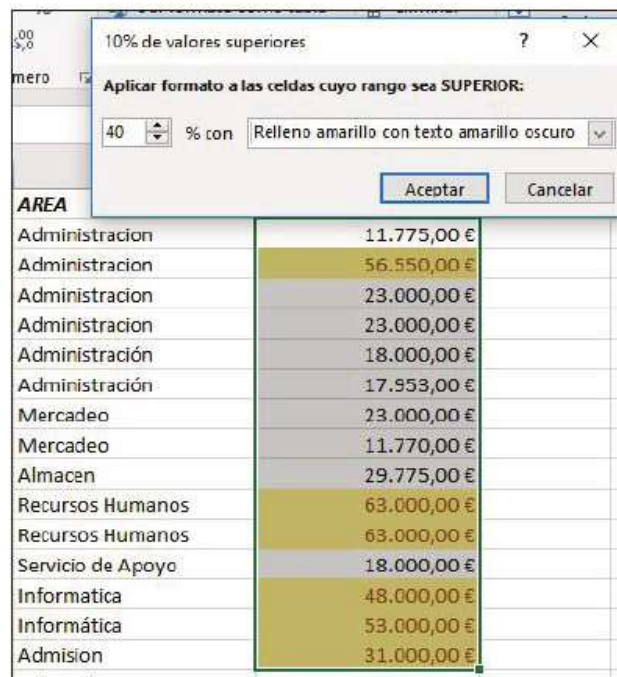 10% de valores superiores ? ×
mero
Aplicar formato a las celdas cuyo rango sea SUPERIOR:
40 % con Relleno amarillo con texto amarillo oscuro
Aceptar Cancelar
AREA
Administracion 11.775,00 €
Administracion 56.550,00 €
Administracion 23.000,00 €
Administracion 23.000,00 €
Administración 18.000,00 €
Administración 17.953,00 €
Mercadeo 23.000,00 €
Mercadeo 11.770,00 €
Almacen 29.775,00 €
Recursos Humanos 63.000,00 €
Recursos Humanos 63.000,00 €
Servicio de Apoyo 18.000,00 €
Informatica 48.000,00 €
Informática 53.000,00 €
Admision 31.000,00 €